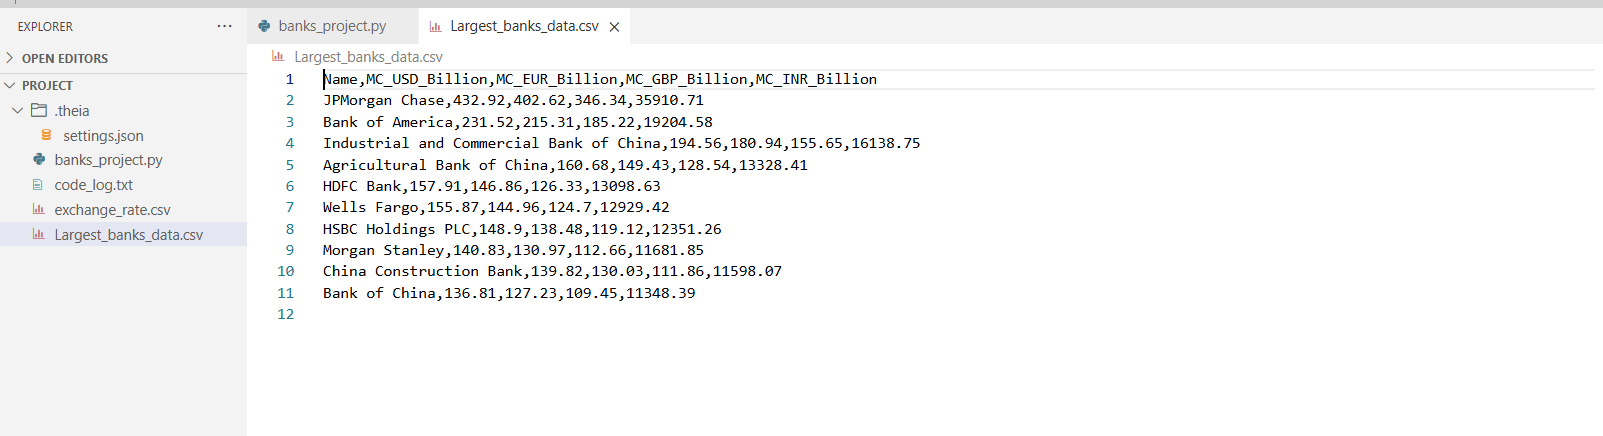 EXPLORER
OPEN EDITORS
PROJECT
.theia
settings.json
banks_project.py
code_log.txt
exchange_rate.csv
Largest_banks_data.csv
banks_project.py
Largest_banks_data.csv
Largest_banks_data.csv
1 Name,MC_USD_Billion,MC_EUR_Billion,MC_GBP_Billion,MC_INR_Billion
2 JPMorgan Chase,432.92,402.62,346.34,35910.71
3 Bank of America,231.52,215.31,185.22,19204.58
4 Industrial and Commercial Bank of China,194.56,180.94,155.65,16138.75
5 Agricultural Bank of China,160.68,149.43,128.54,13328.41
6 HDFC Bank,157.91,146.86,126.33,13098.63
7 Wells Fargo,155.87,144.96,124.7,12929.42
8 HSBC Holdings PLC,148.9,138.48,119.12,12351.26
9 Morgan Stanley,140.83,130.97,112.66,11681.85
10 China Construction Bank,139.82,130.03,111.86,11598.07
11 Bank of China,136.81,127.23,109.45,11348.39
12